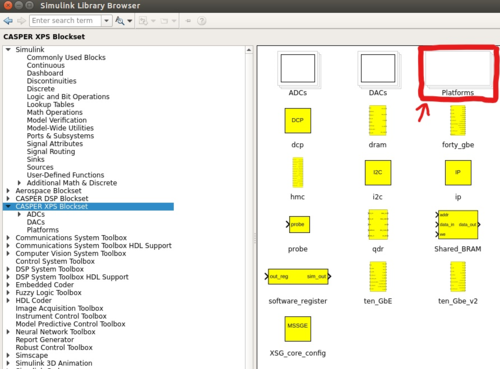 Simulink Library Browser
Enter search term
CASPER XPS Blockset
Simulink
Commonly Used Blocks
Continuous
Dashboard
Discontinuities
Discrete
Logic and Bit Operations
Lookup Tables
Math Operations
Model Verification
Model-Wide Utilities
Ports & Subsystems
Signal Attributes
Signal Routing
Sinks
Sources
User-Defined Functions
Additional Math & Discrete
Aerospace Blockset
CASPER DSP Blockset
CASPER XPS Blockset
ADCs
DACs
Platforms
Communications System Toolbox
Communications System Toolbox HDL Support
Computer Vision System Toolbox
Control System Toolbox
DSP System Toolbox
DSP System Toolbox HDL Support
Embedded Coder
Fuzzy Logic Toolbox
HDL Coder
Image Acquisition Toolbox
Instrument Control Toolbox
Model Predictive Control Toolbox
Neural Network Toolbox
Report Generator
Robust Control Toolbox
Simscape
Simulink 3D Animation
ADCs
DACs
Platforms
DCP
dcp
dram
forty_gbe
hmc
I2C
i2c
IP
ip
probe
probe
qdr
addr
data_in data_out
we
Shared_BRAM
out_reg sim_out
software_register
ten_GbE
ten_Gbe_v2
MSSGE
XSG_core_config